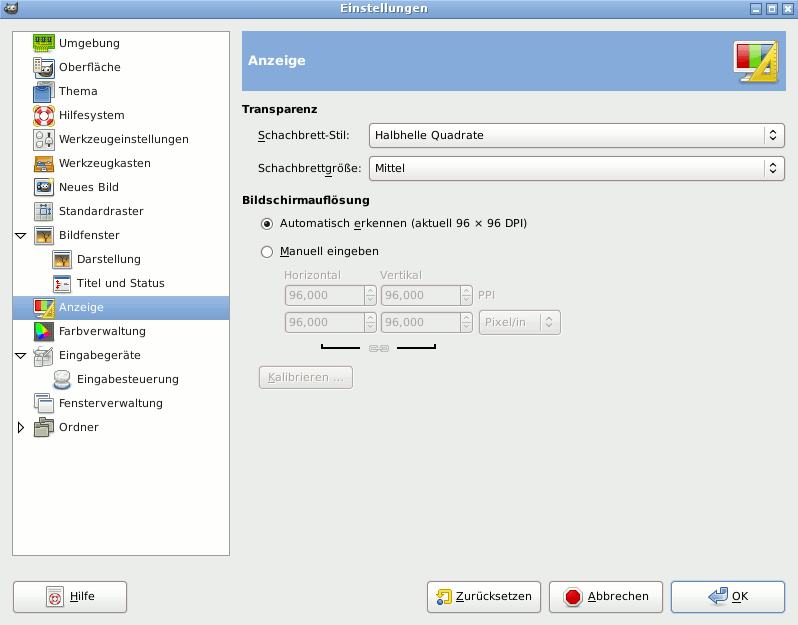 Einstellungen
Umgebung
Oberfläche
Thema
Hilfesystem
Werkzeugeinstellungen
Werkzeugkasten
Neues Bild
Standardraster
Bildfenster
Darstellung
Titel und Status
Anzeige
Farbverwaltung
Eingabegeräte
Eingabesteuerung
Fensterverwaltung
Ordner
Anzeige
Transparenz
Schachbrett-Stil: Halbhelle Quadrate
Schachbrettgröße: Mittel
Bildschirmauflösung
Automatisch erkennen (aktuell 96 × 96 DPI)
Manuell eingeben
Horizontal Vertikal
96,000 96,000 PPI
96,000 96,000 Pixel/in
Kalibrieren ...
Hilfe Zurücksetzen Abbrechen OK